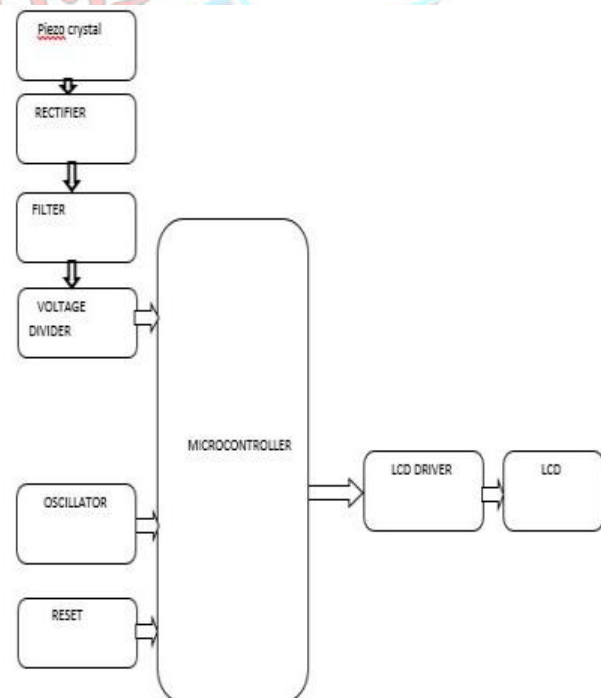 Piezo crystal
RECTIFIER
FILTER
VOLTAGE
DIVIDER
MICROCONTROLLER
LCD DRIVER
LCD
OSCILLATOR
RESET